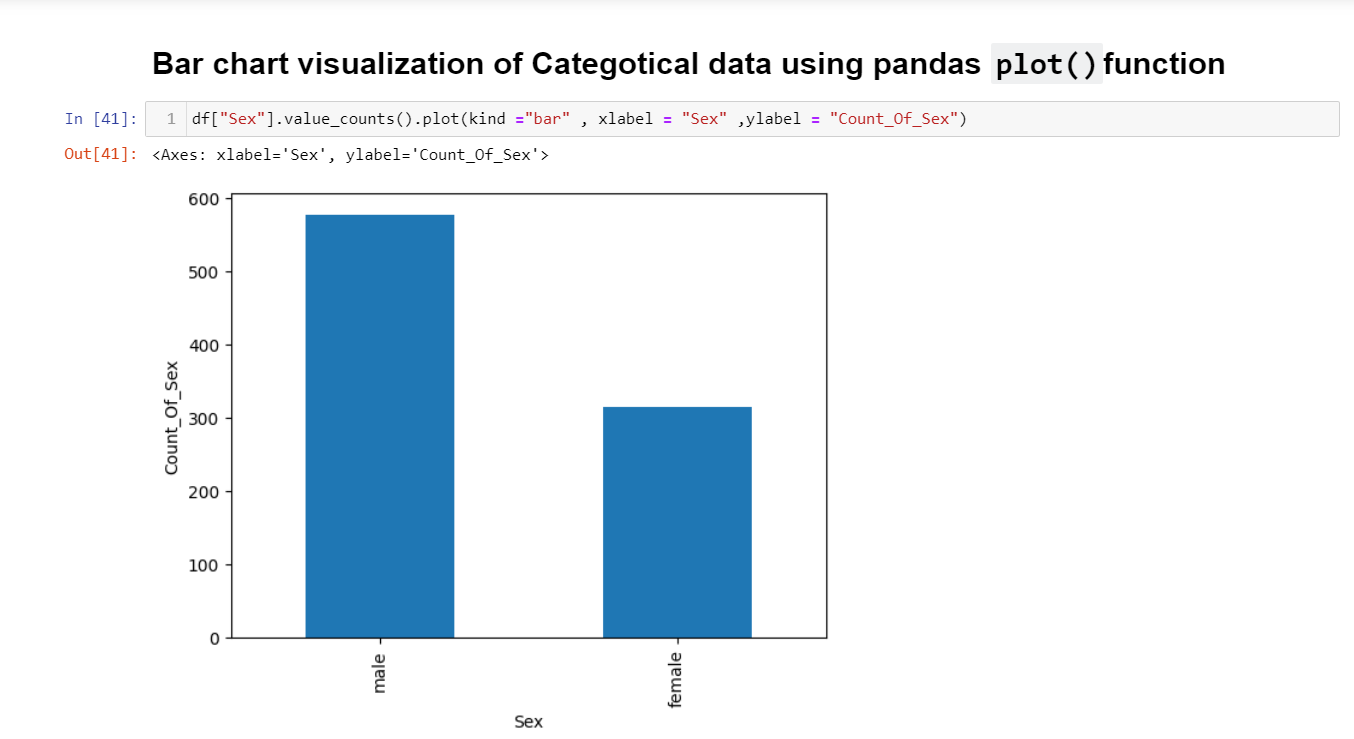 Bar chart visualization of Categotical data using pandas plot()function
In [41]: 1 df["Sex"].value_counts().plot(kind ="bar" , xlabel = "Sex" ,ylabel = "Count_Of_Sex")
Out[41]: <Axes: xlabel='Sex', ylabel='Count_Of_Sex'>
600
500
400
300
200
100
0
Count_Of_Sex
male
female
Sex